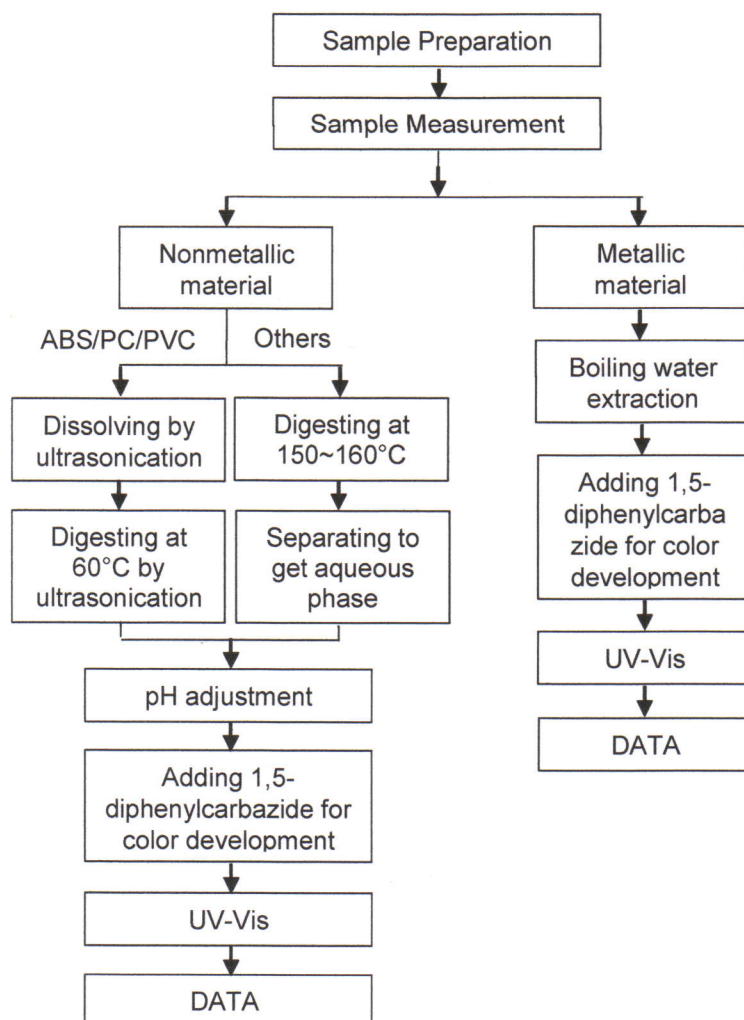 Sample Preparation
Sample Measurement
Nonmetallic
material
ABS/PC/PVC
Others
Dissolving by
ultrasonication
Digesting at
150~160°C
Digesting at
60°C by
ultrasonication
Separating to
get aqueous
phase
pH adjustment
Adding 1,5-
diphenylcarbazide for
color development
UV-Vis
DATA
Metallic
material
Boiling water
extraction
Adding 1,5-
diphenylcarba
zide for color
development
UV-Vis
DATA